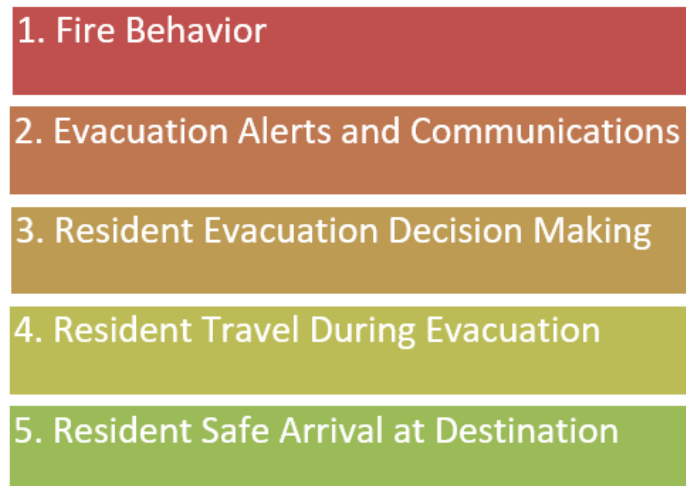 1. Fire Behavior
2. Evacuation Alerts and Communications
3. Resident Evacuation Decision Making
4. Resident Travel During Evacuation
5. Resident Safe Arrival at Destination